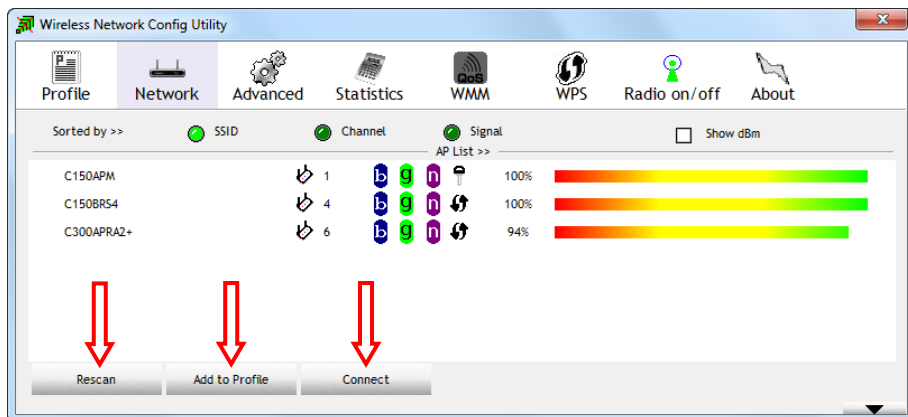 Wireless Network Config Utility
Profile Network Advanced Statistics QoS WMM WPS Radio on/off About
Sorted by >> SSID Channel Signal Show dBm
AP List >>
C150APM 1 b g n 100%
C150BRS4 4 b g n 100%
C300APRA2+ 6 b g n 94%
Rescan Add to Profile Connect